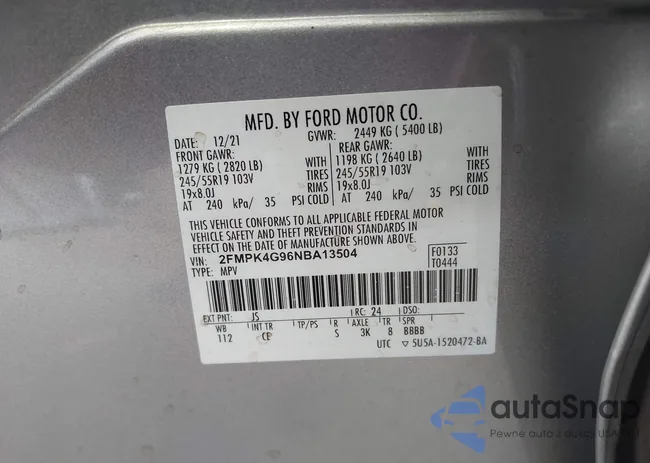 MFD. BY FORD MOTOR CO.
DATE: 12/21 GVWR: 2449 KG ( 5400 LB)
FRONT GAWR: REAR GAWR:
1279 KG ( 2820 LB) WITH 1198 KG ( 2640 LB) WITH
245/55R19 103V TIRES 245/55R19 103V TIRES
19x8.0J RIMS 19x8.0J RIMS
AT 240 kPa/ 35 PSI COLD AT 240 kPa/ 35 PSI COLD
THIS VEHICLE CONFORMS TO ALL APPLICABLE FEDERAL MOTOR
VEHICLE SAFETY AND THEFT PREVENTION STANDARDS IN
EFFECT ON THE DATE OF MANUFACTURE SHOWN ABOVE.
VIN: 2FMPK4G96NBA13504 F0133
TYPE: MPV T0444
EXT PNT: JS RC: 24 DSO:
WB INT TR TP/PS R AXLE TR SPR
112 CE S 3K 8 BBBB
UTC ▽ 5U5A-1520472-BA
autaSnap
Pewne auta z duszy USA